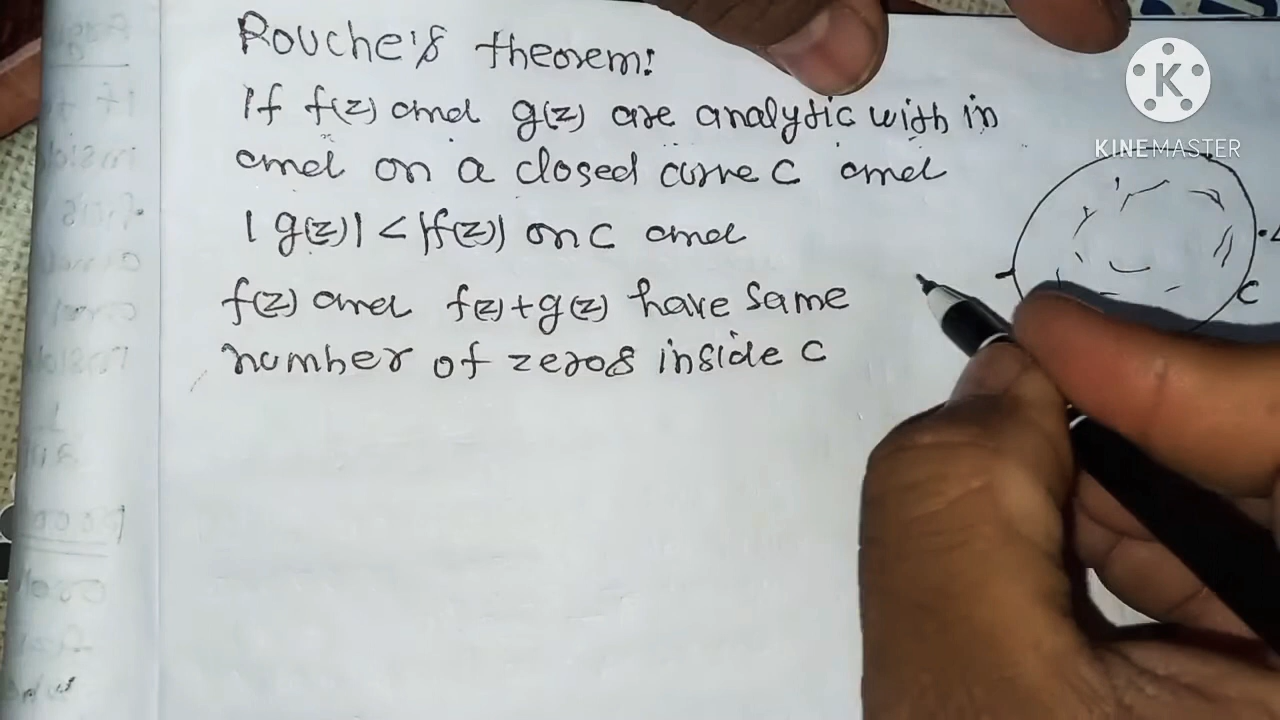 Rouche's theorem:
If f(z) and g(z) are analytic with in
and on a closed curve C and
|g(z)| < |f(z)| on C and
f(z) and f(z)+g(z) have same
number of zeros inside C
C
K
KINEMASTER